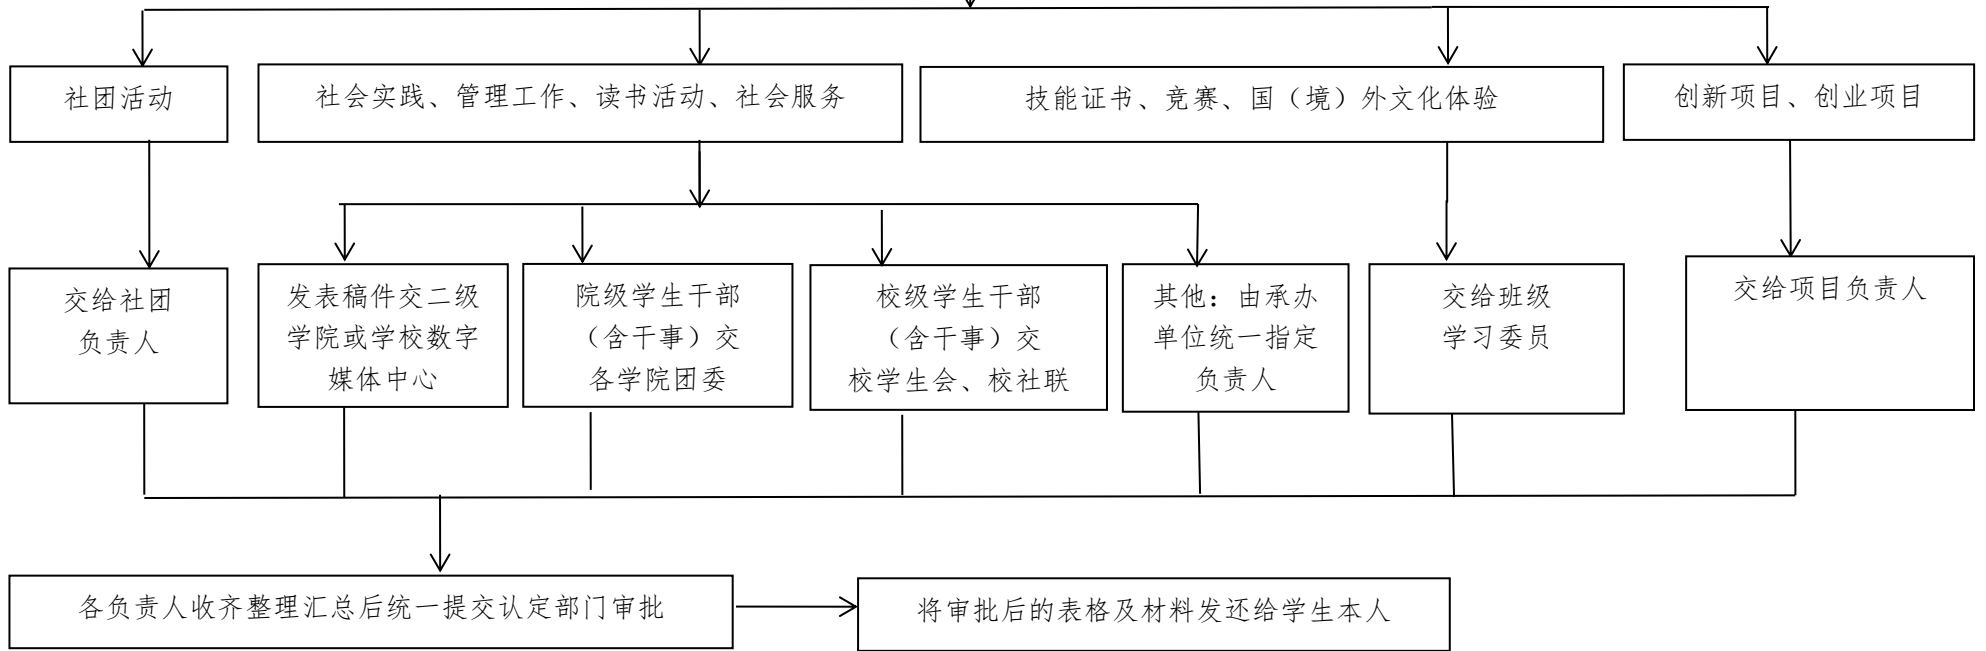 社团活动
社会实践、管理工作、读书活动、社会服务
技能证书、竞赛、国（境）外文化体验
创新项目、创业项目
交给社团
负责人
发表稿件交二级
学院或学校数字
媒体中心
院级学生干部
（含干事）交
各学院团委
校级学生干部
（含干事）交
校学生会、校社联
其他：由承办
单位统一指定
负责人
交给班级
学习委员
交给项目负责人
各负责人收齐整理汇总后统一提交认定部门审批
将审批后的表格及材料发还给学生本人